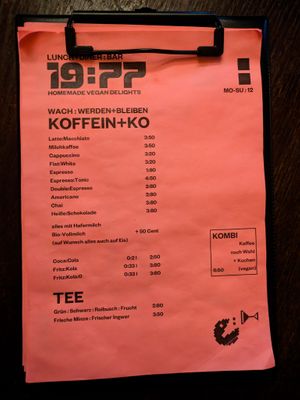 LUNCH:DINER:BAR
19:77
HOMEMADE VEGAN DELIGHTS
MO-SU:12
WACH:WERDEN+BLEIBEN
KOFFEIN+KO
Latte:Macchiato 3:50
Milchkaffee 3:50
Cappuccino 3:20
Flat:White 3:20
Espresso 1:80
Espresso:Tonic 4:50
Double:Espresso 2:80
Americano 3:80
Chai 3:80
Heiße:Schokolade 3:80
alles mit Hafermilch
Bio-Vollmilch + 50 Cent
(auf Wunsch alles auch auf Eis)
Coca:Cola 0:2 l 2:50
Fritz:Kola 0:33 l 3:80
Fritz:Kola:0 0:33 l 3:80
KOMBI
Kaffee
nach Wahl
+ Kuchen
6:50 (vegan)
TEE
Grün : Schwarz : Roibusch : Frucht 2:80
Frische Minze : Frischer Ingwer 3:50